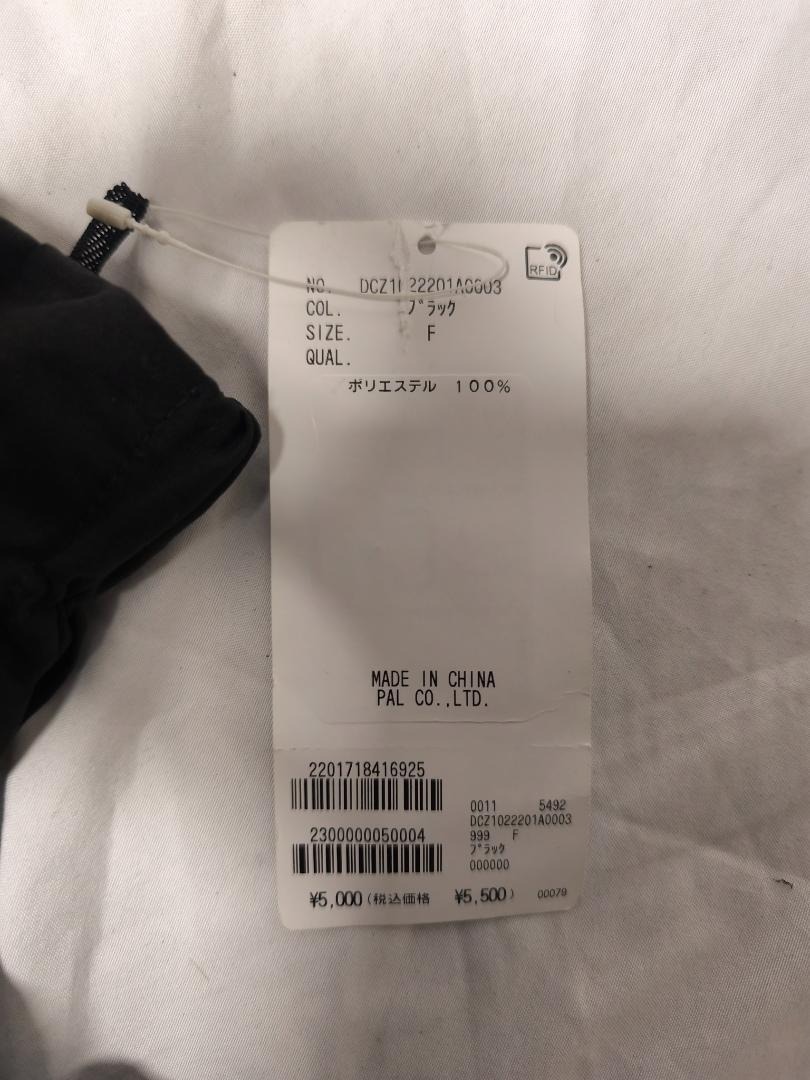 RFID
NO. DCZ1022201A0003
COL. ブラック
SIZE. F
QUAL.
ポリエステル 100%
MADE IN CHINA
PAL CO.,LTD.
2201718416925
2300000050004
0011 5492
DCZ1022201A0003
999 F
ブラック
000000
¥5,000(税込価格 ¥5,500) 00079